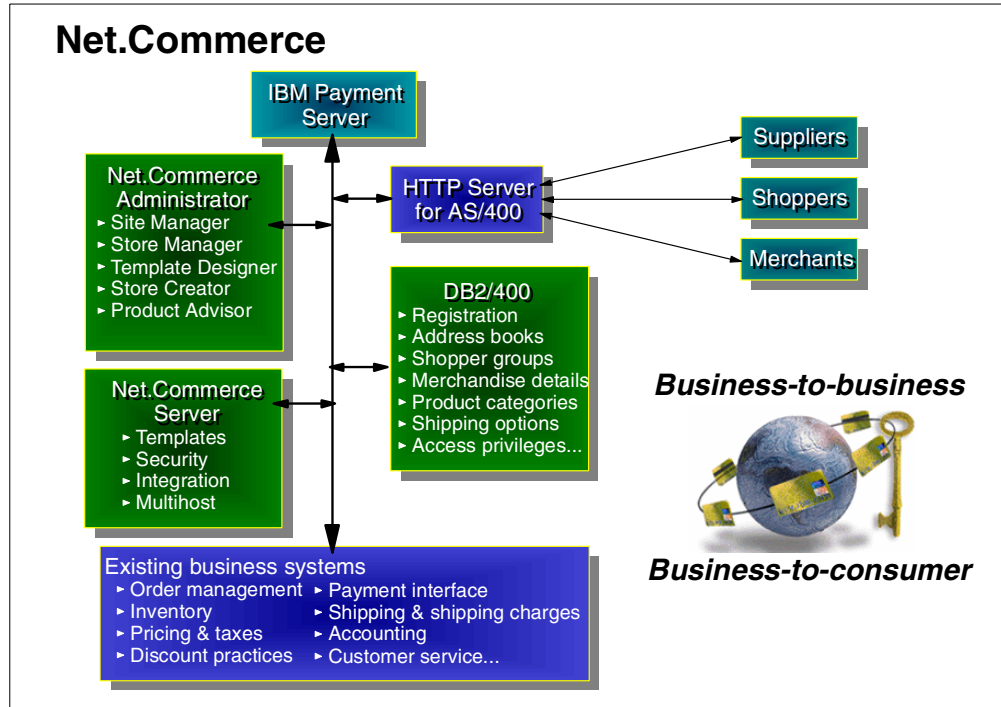 Net.Commerce
IBM Payment
Server
Net.Commerce
Administrator
► Site Manager
► Store Manager
► Template Designer
► Store Creator
► Product Advisor
HTTP Server
for AS/400
Suppliers
Shoppers
Merchants
DB2/400
► Registration
► Address books
► Shopper groups
► Merchandise details
► Product categories
► Shipping options
► Access privileges...
Net.Commerce
Server
► Templates
► Security
► Integration
► Multihost
Business-to-business
Business-to-consumer
Existing business systems
► Order management
► Inventory
► Pricing & taxes
► Discount practices
► Payment interface
► Shipping & shipping charges
► Accounting
► Customer service...